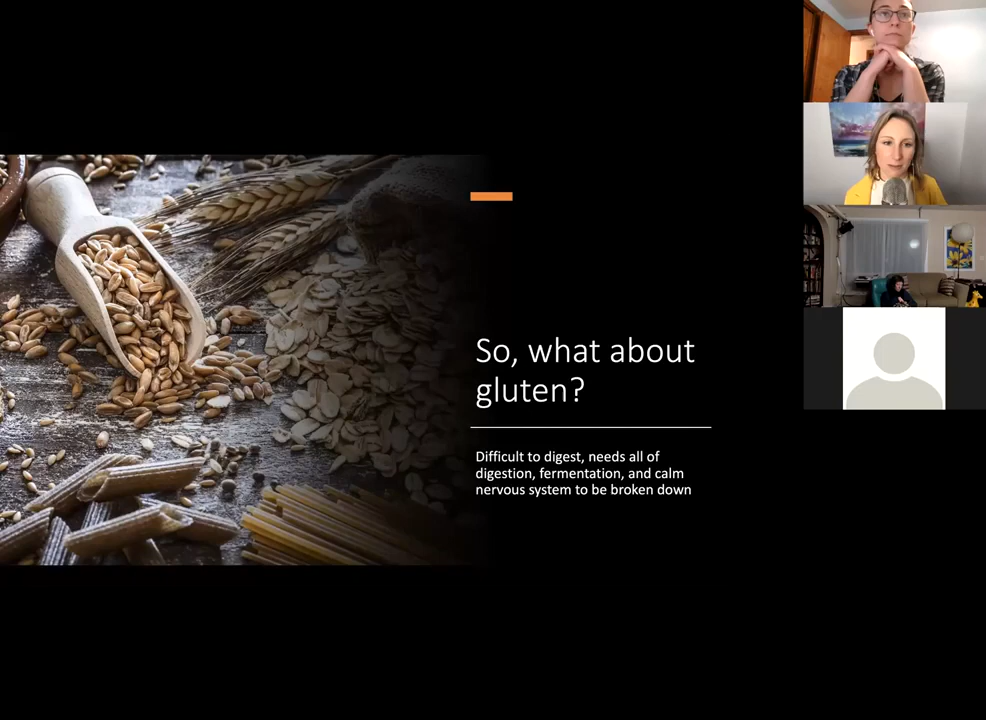 So, what about
gluten?
Difficult to digest, needs all of
digestion, fermentation, and calm
nervous system to be broken down